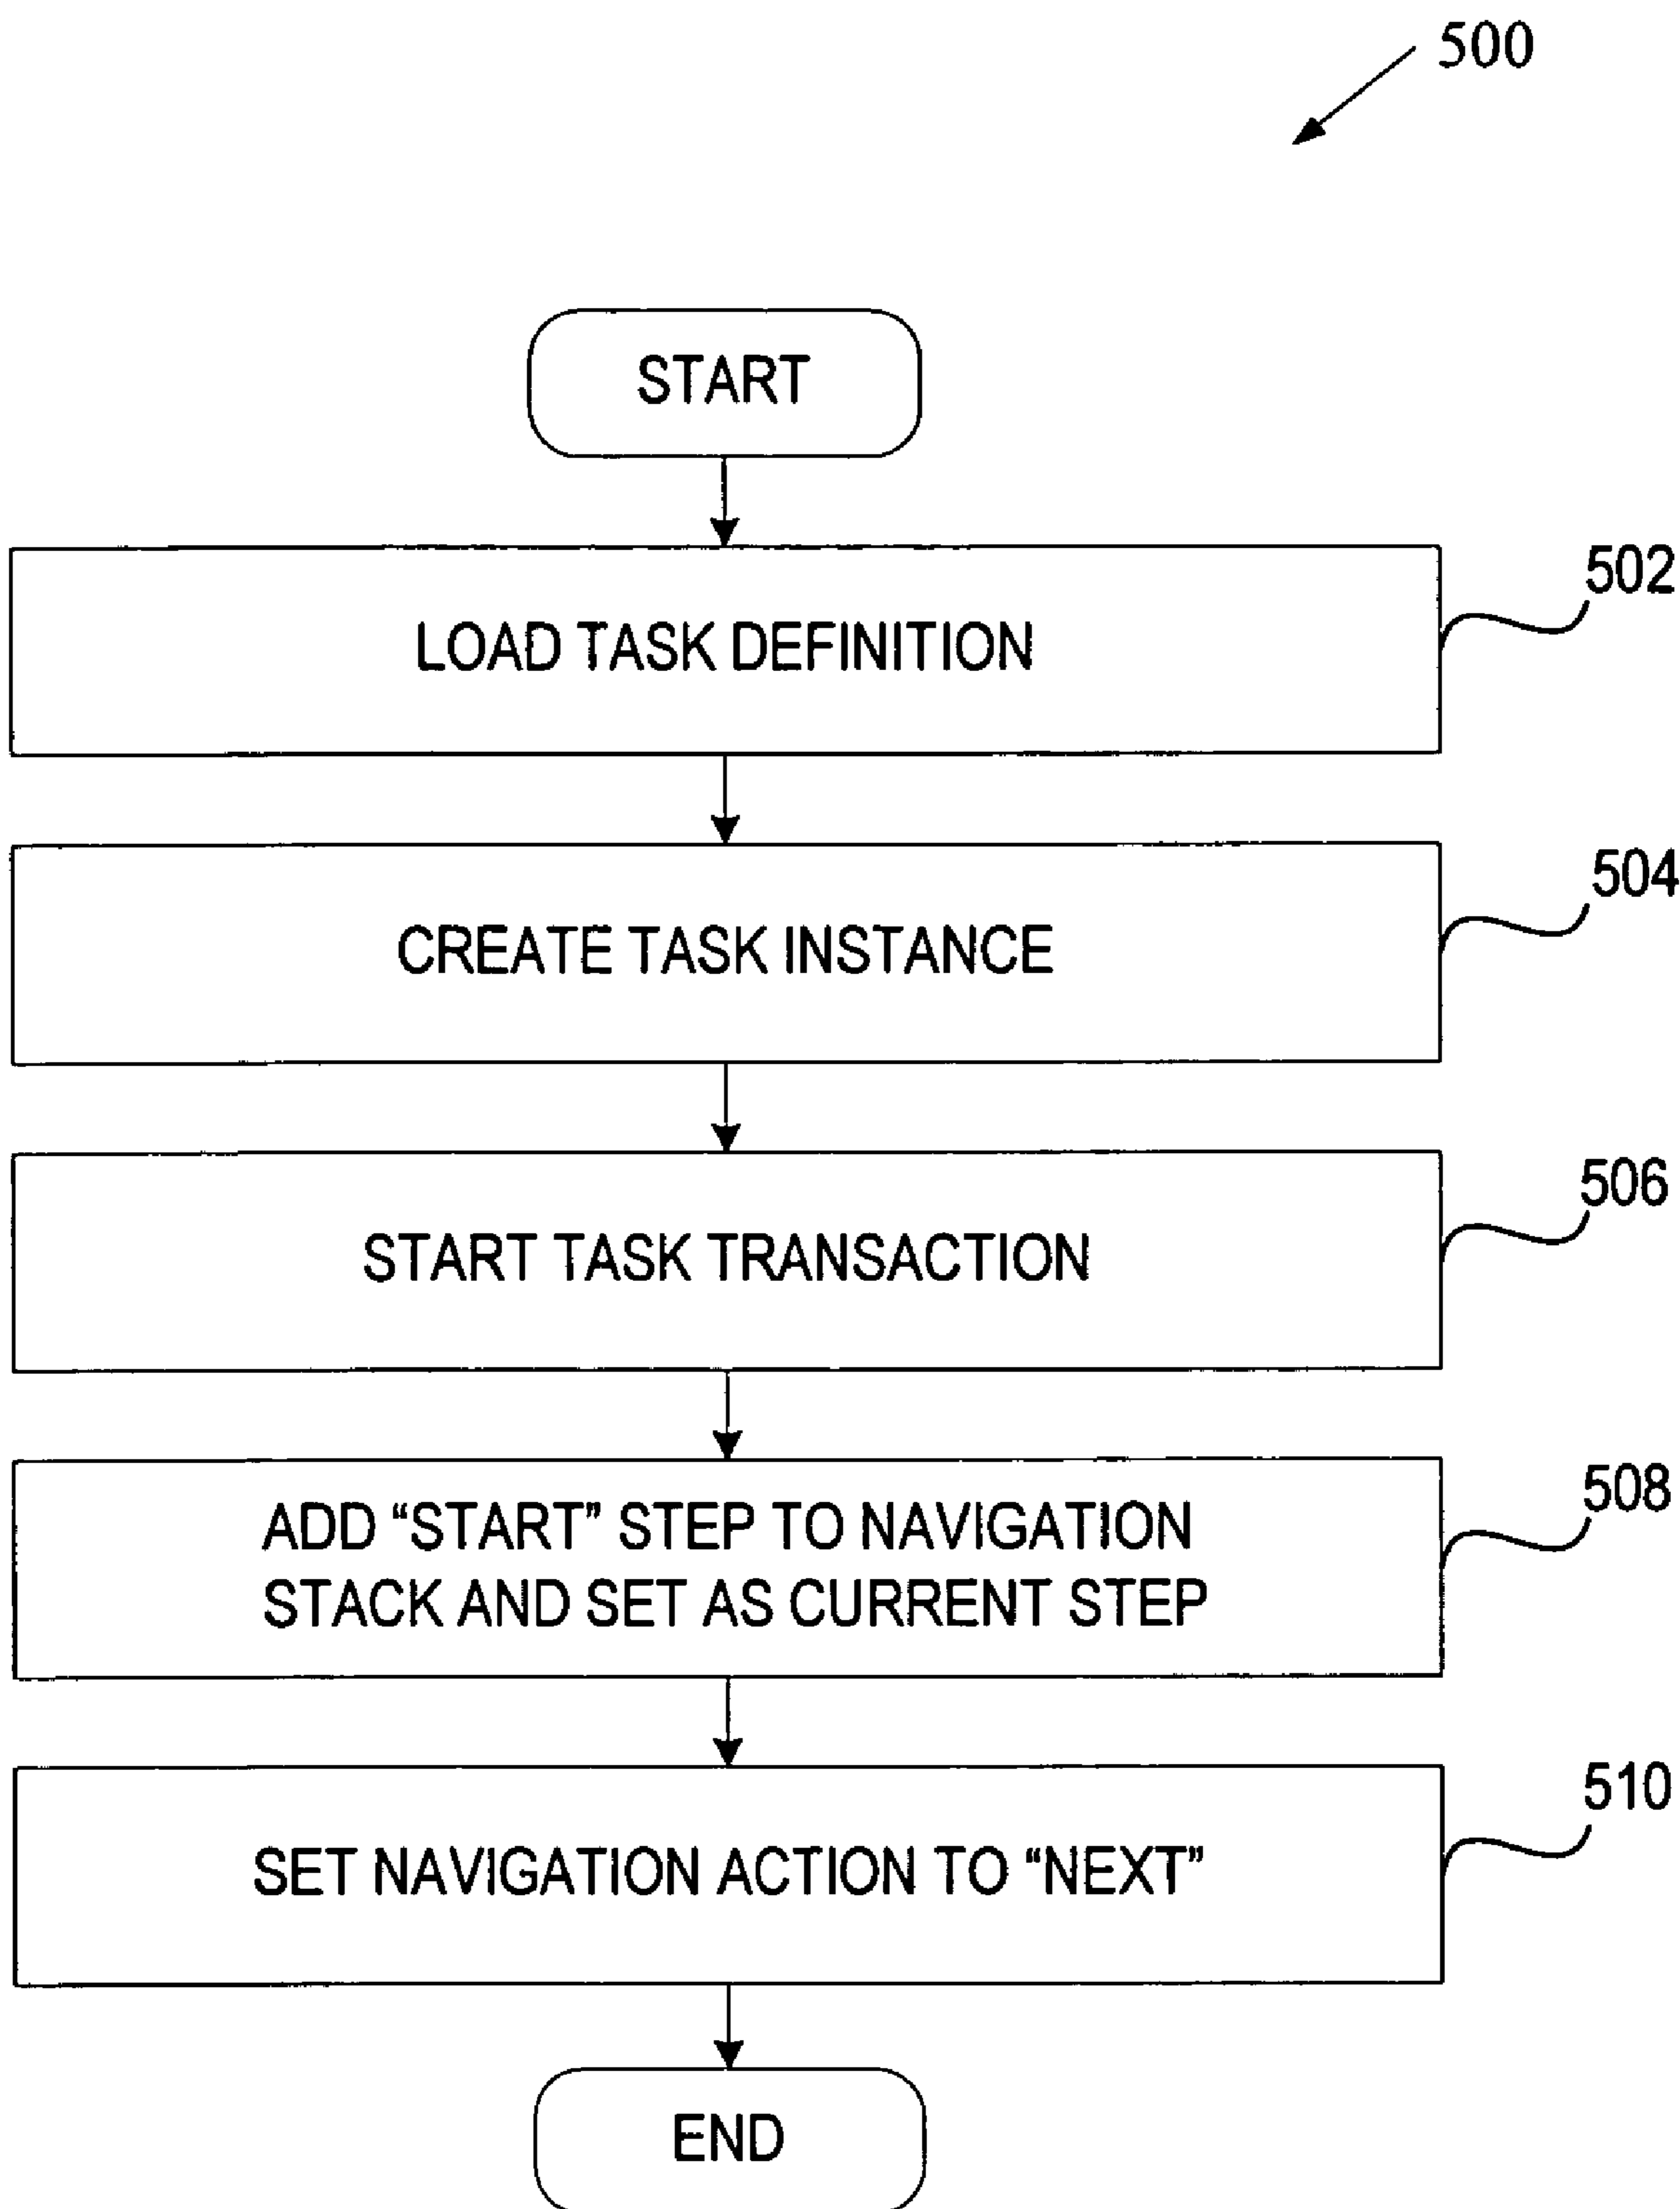 500
START
LOAD TASK DEFINITION
502
CREATE TASK INSTANCE
504
START TASK TRANSACTION
506
ADD “START” STEP TO NAVIGATION
STACK AND SET AS CURRENT STEP
508
SET NAVIGATION ACTION TO “NEXT”
510
END